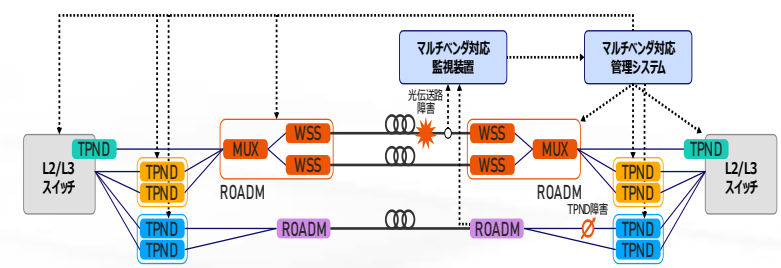 マルチベンダ対応
監視装置
マルチベンダ対応
管理システム
光伝送路
障害
L2/L3
スイッチ
TPND
TPND
TPND
TPND
TPND
MUX
WSS
WSS
ROADM
ROADM
WSS
WSS
MUX
ROADM
ROADM
TPND障害
TPND
TPND
TPND
TPND
TPND
L2/L3
スイッチ